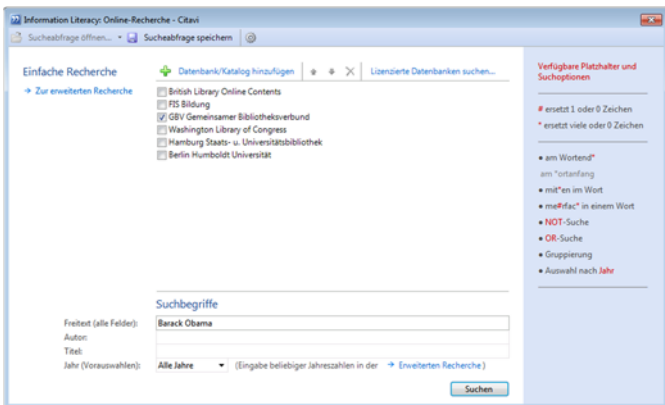 Information Literacy: Online-Recherche - Citavi
Sucheabfrage öffnen... Sucheabfrage speichern
Einfache Recherche
→ Zur erweiterten Recherche
Datenbank/Katalog hinzufügen Lizenzierte Datenbanken suchen...
British Library Online Contents
FIS Bildung
GBV Gemeinsamer Bibliotheksverbund
Washington Library of Congress
Hamburg Staats- u. Universitätsbibliothek
Berlin Humboldt Universität
Suchbegriffe
Freitext (alle Felder): Barack Obama
Autor:
Titel:
Jahr (Vorauswahlen): Alle Jahre (Eingabe beliebiger Jahreszahlen in der → Erweiterten Recherche)
Suchen
Verfügbare Platzhalter und
Suchoptionen
# ersetzt 1 oder 0 Zeichen
* ersetzt viele oder 0 Zeichen
• am Wortend*
am *ortanfang
• mit*en im Wort
• me#rfac* in einem Wort
• NOT-Suche
• OR-Suche
• Gruppierung
• Auswahl nach Jahr